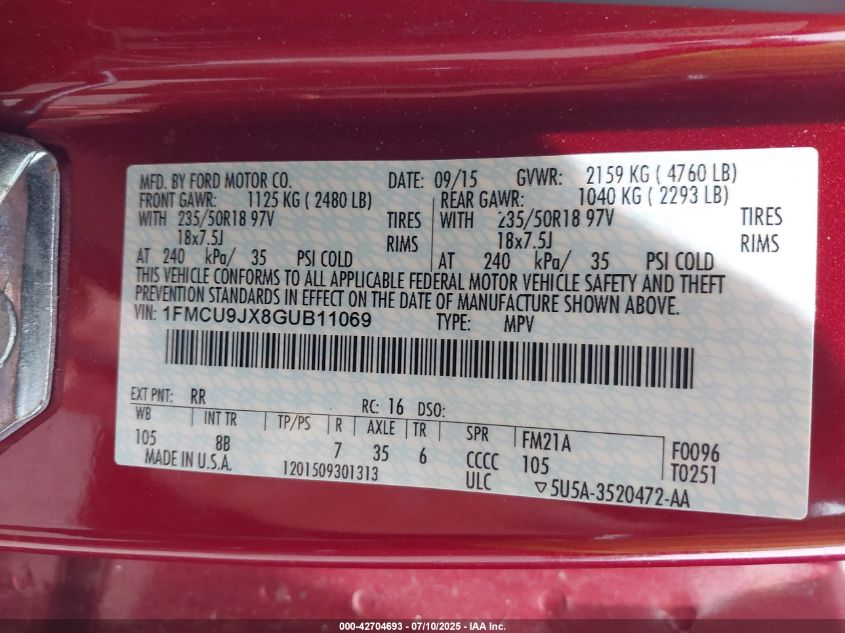 MFD. BY FORD MOTOR CO. DATE: 09/15 GVWR: 2159 KG ( 4760 LB)
FRONT GAWR: 1125 KG ( 2480 LB) REAR GAWR: 1040 KG ( 2293 LB)
WITH 235/50R18 97V TIRES WITH 235/50R18 97V TIRES
18x7.5J RIMS 18x7.5J RIMS
AT 240 kPa/ 35 PSI COLD AT 240 kPa/ 35 PSI COLD
THIS VEHICLE CONFORMS TO ALL APPLICABLE FEDERAL MOTOR VEHICLE SAFETY AND THEFT
PREVENTION STANDARDS IN EFFECT ON THE DATE OF MANUFACTURE SHOWN ABOVE.
VIN: 1FMCU9JX8GUB11069 TYPE: MPV
EXT PNT: RR RC: 16 DSO:
WB INT TR TP/PS R AXLE TR SPR FM21A F0096
105 8B 7 35 6 CCCC 105 T0251
MADE IN U.S.A. 1201509301313 ULC ▽5U5A-3520472-AA
000-42704693 - 07/10/2025 - IAA Inc.